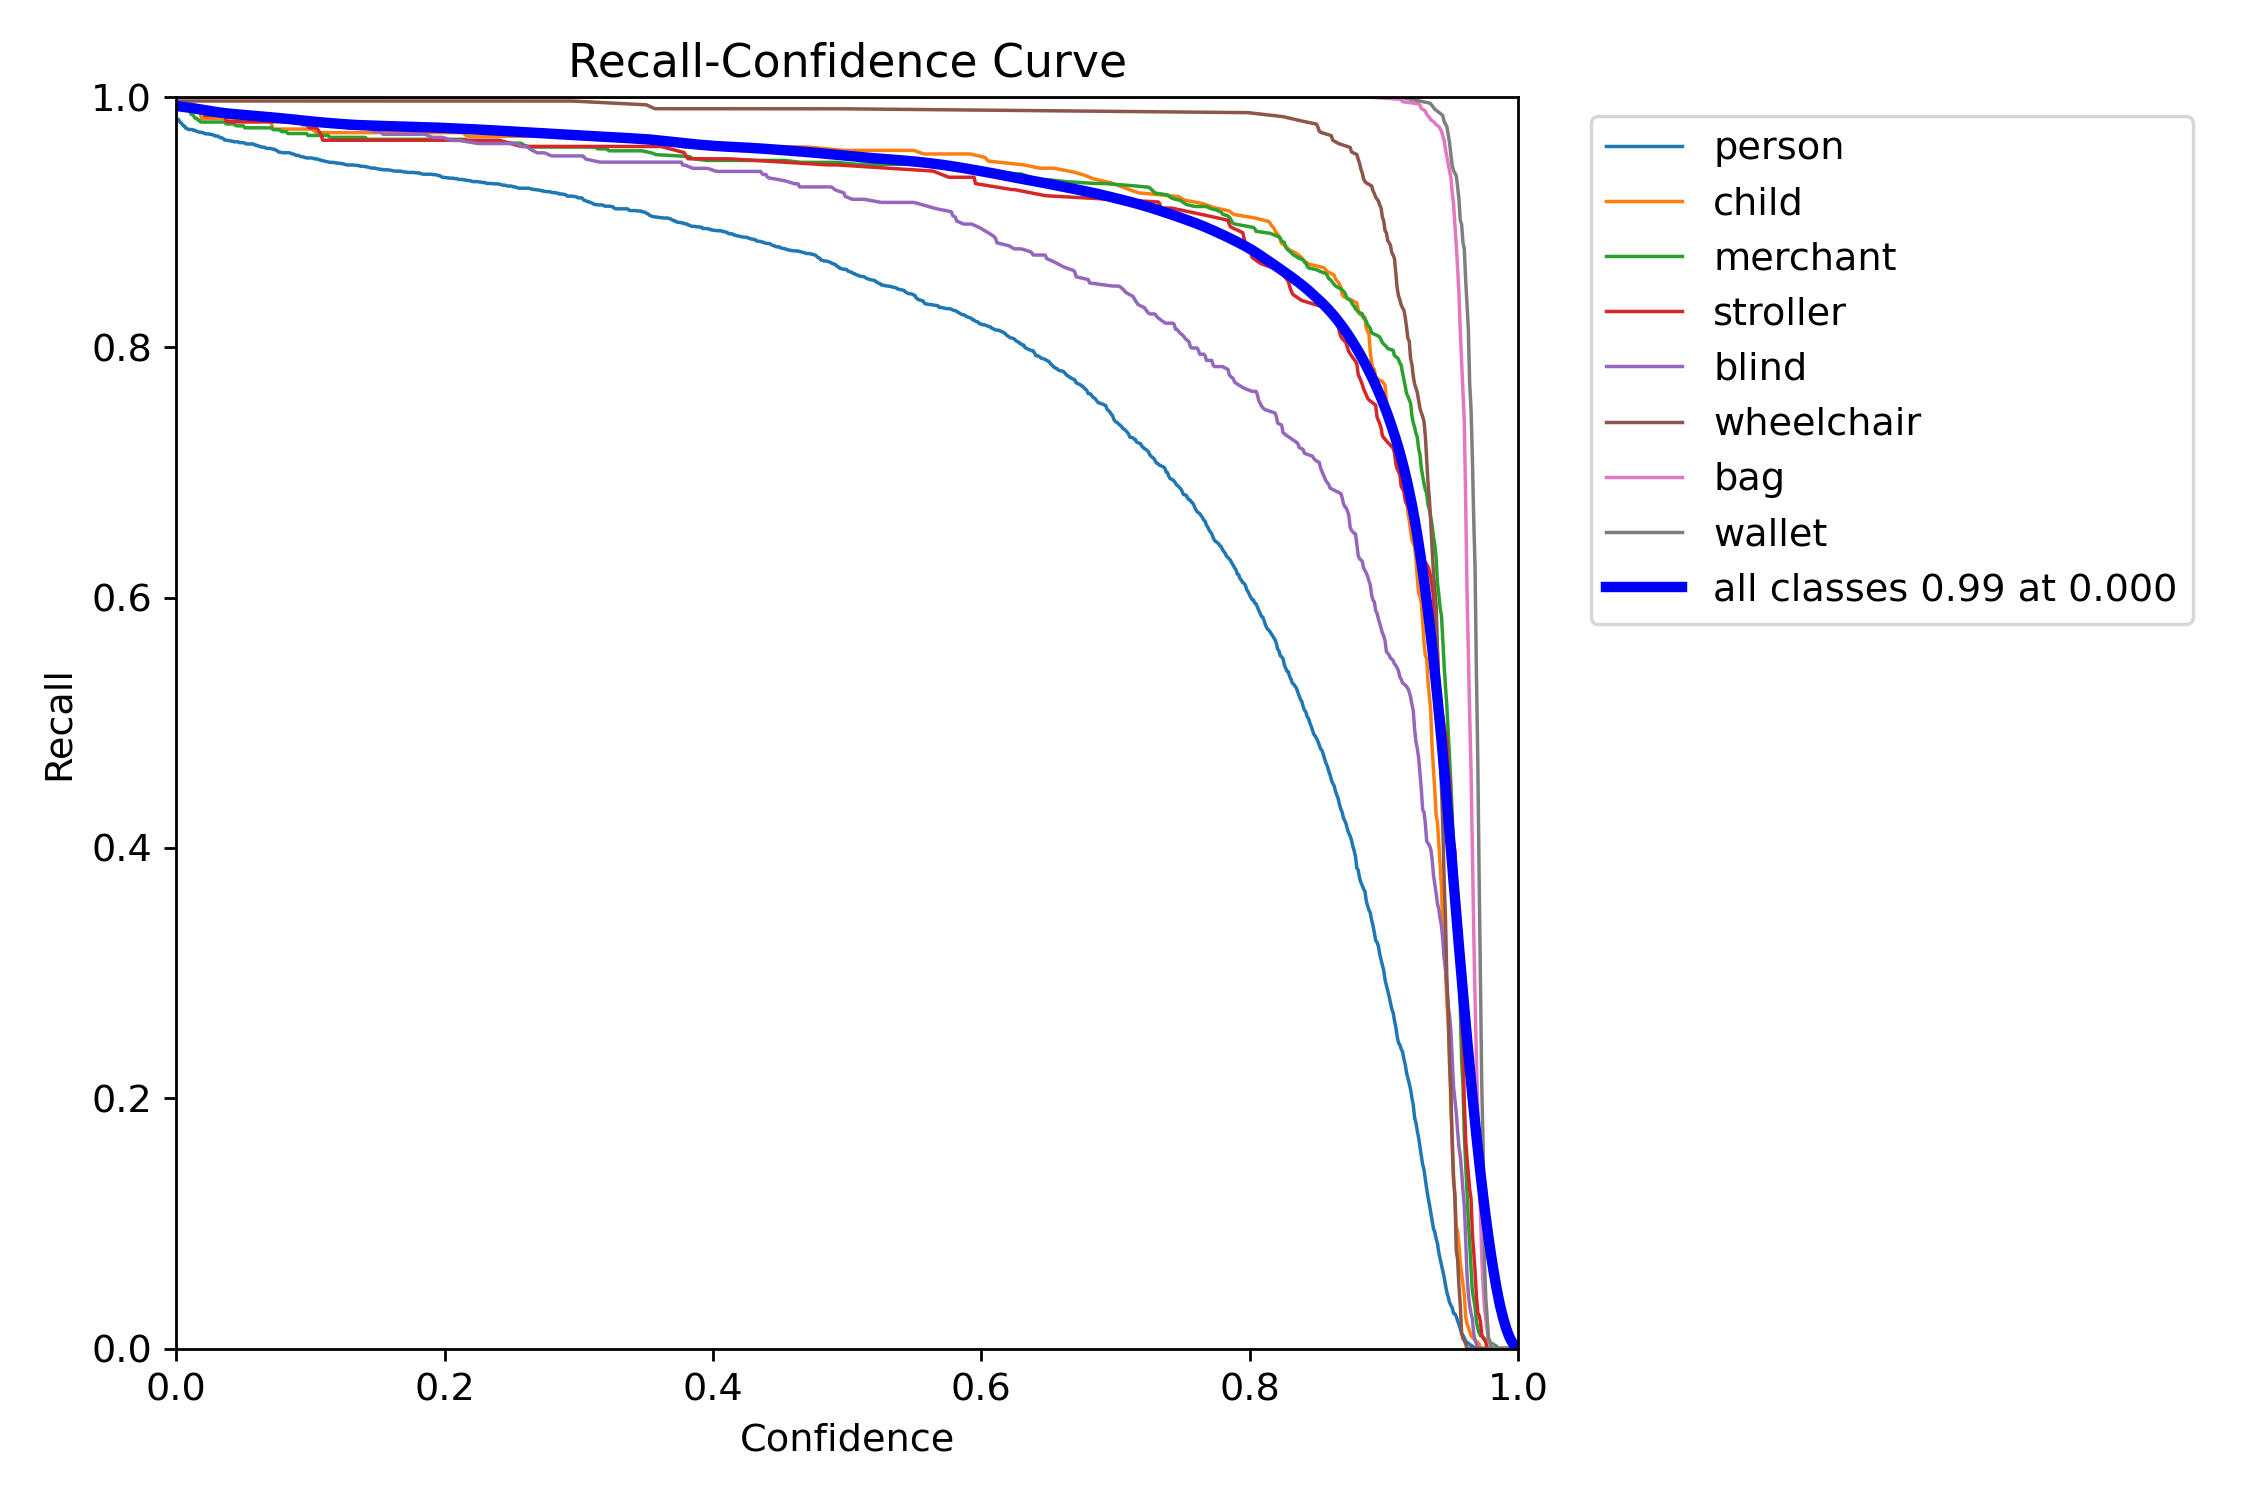 Recall-Confidence Curve
1.0
0.8
0.6
0.4
0.2
0.0
Recall
0.0 0.2 0.4 0.6 0.8 1.0
Confidence
person
child
merchant
stroller
blind
wheelchair
bag
wallet
all classes 0.99 at 0.000